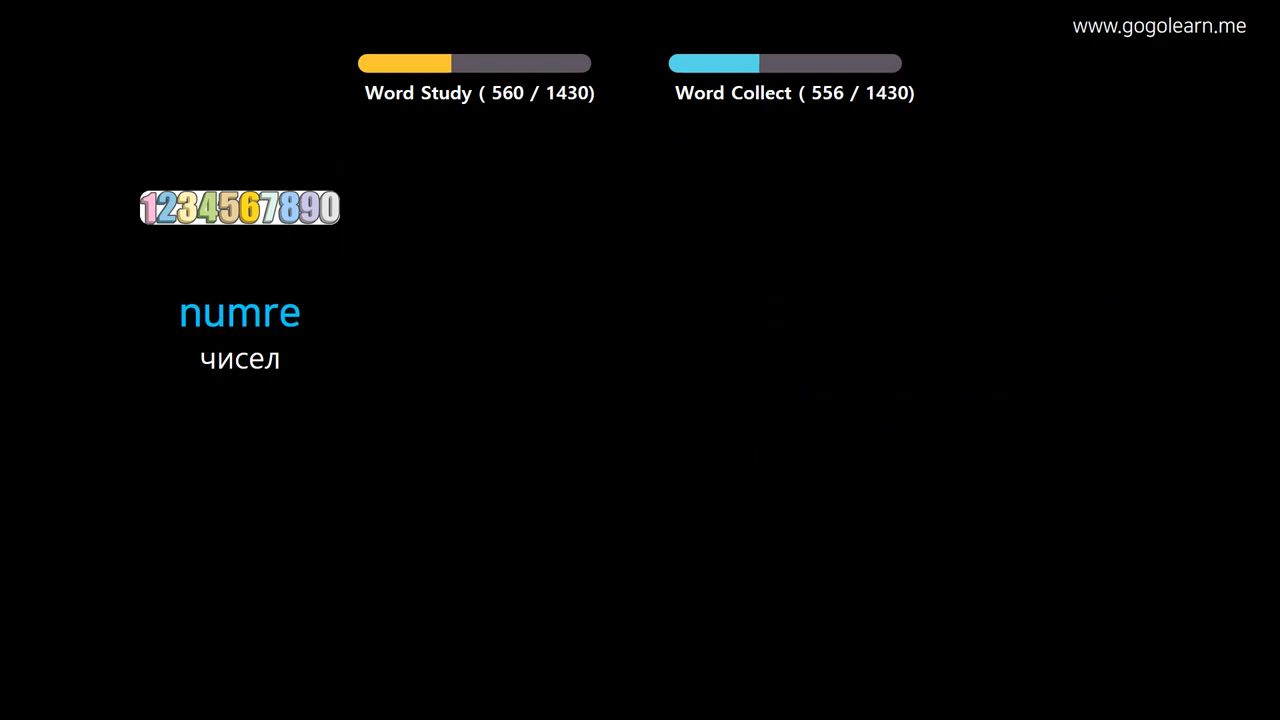 www.gogolearn.me
Word Study ( 560 / 1430)
Word Collect ( 556 / 1430)
1234567890
numre
чисел